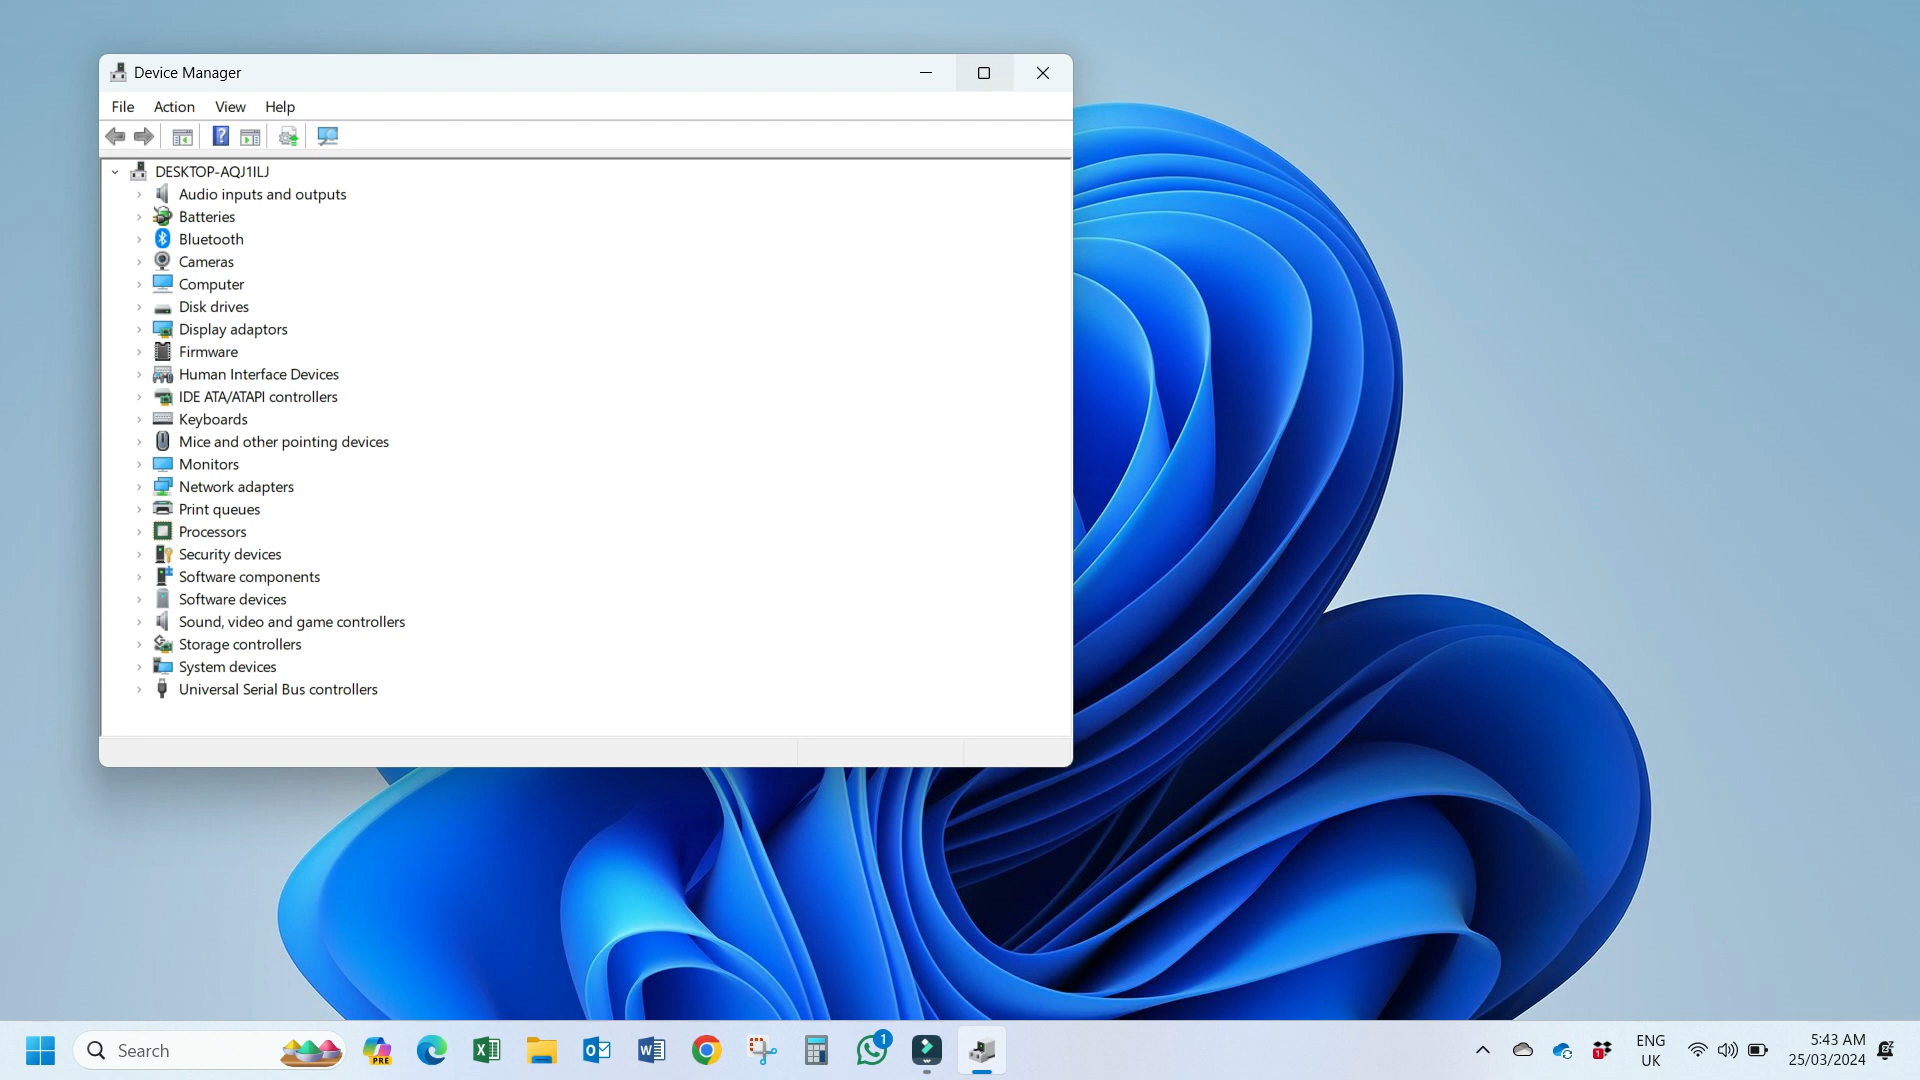 Device Manager
File Action View Help
DESKTOP-AQJ1ILJ
Audio inputs and outputs
Batteries
Bluetooth
Cameras
Computer
Disk drives
Display adaptors
Firmware
Human Interface Devices
IDE ATA/ATAPI controllers
Keyboards
Mice and other pointing devices
Monitors
Network adapters
Print queues
Processors
Security devices
Software components
Software devices
Sound, video and game controllers
Storage controllers
System devices
Universal Serial Bus controllers
Search
PRE
1
1
ENG
UK
5:43 AM
25/03/2024